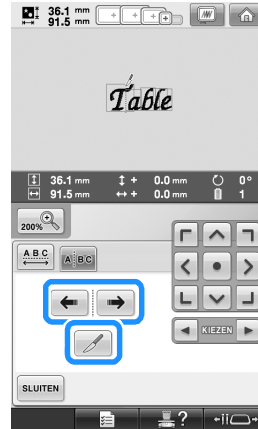 36.1 mm
91.5 mm
Table
36.1 mm + 0.0 mm 0°
91.5 mm + 0.0 mm 1
200%
ABC A BC
KIEZEN
SLUITEN
?